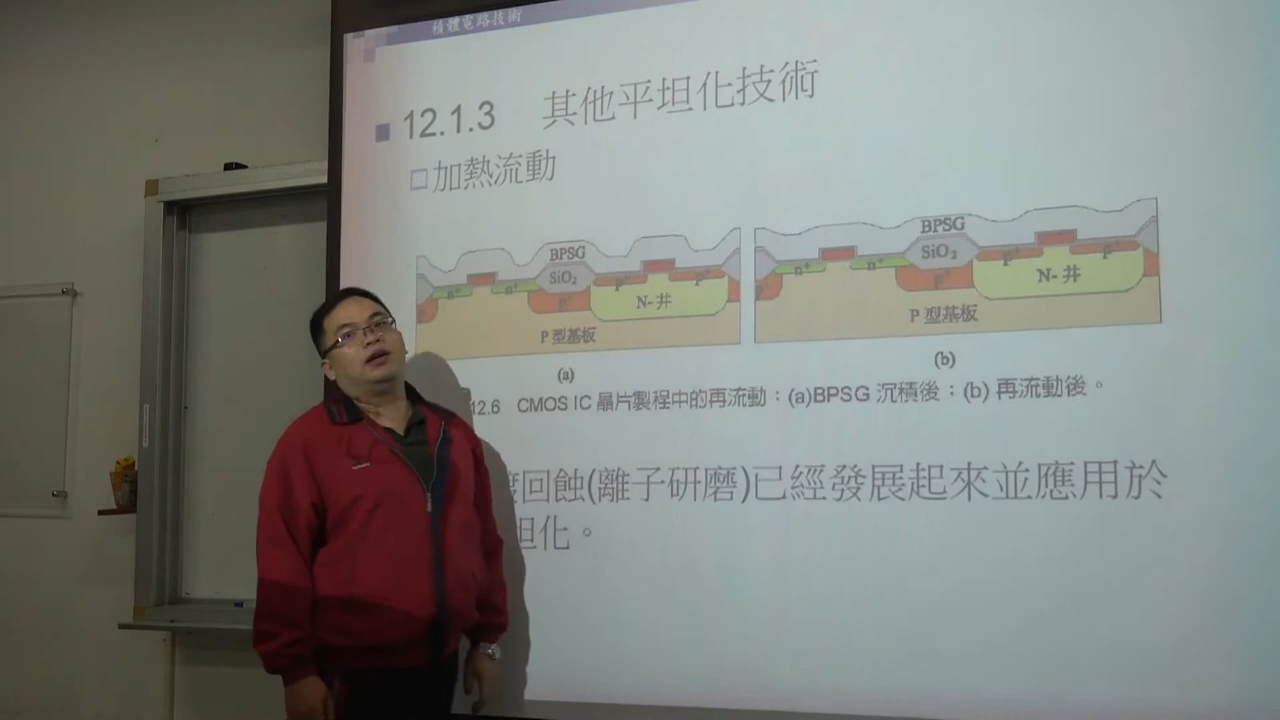 積體電路技術
12.1.3 其他平坦化技術
加熱流動
BPSG
SiO₂
n⁺ n⁺ p⁺ p⁺ p⁺
N- 井
P 型基板
(a)
BPSG
SiO₂
n⁺ n⁺ p⁺ p⁺ p⁺ p⁺
N- 井
P 型基板
(b)
12.6 CMOS IC 晶片製程中的再流動：(a)BPSG 沉積後；(b) 再流動後。
回蝕(離子研磨)已經發展起來並應用於
坦化。